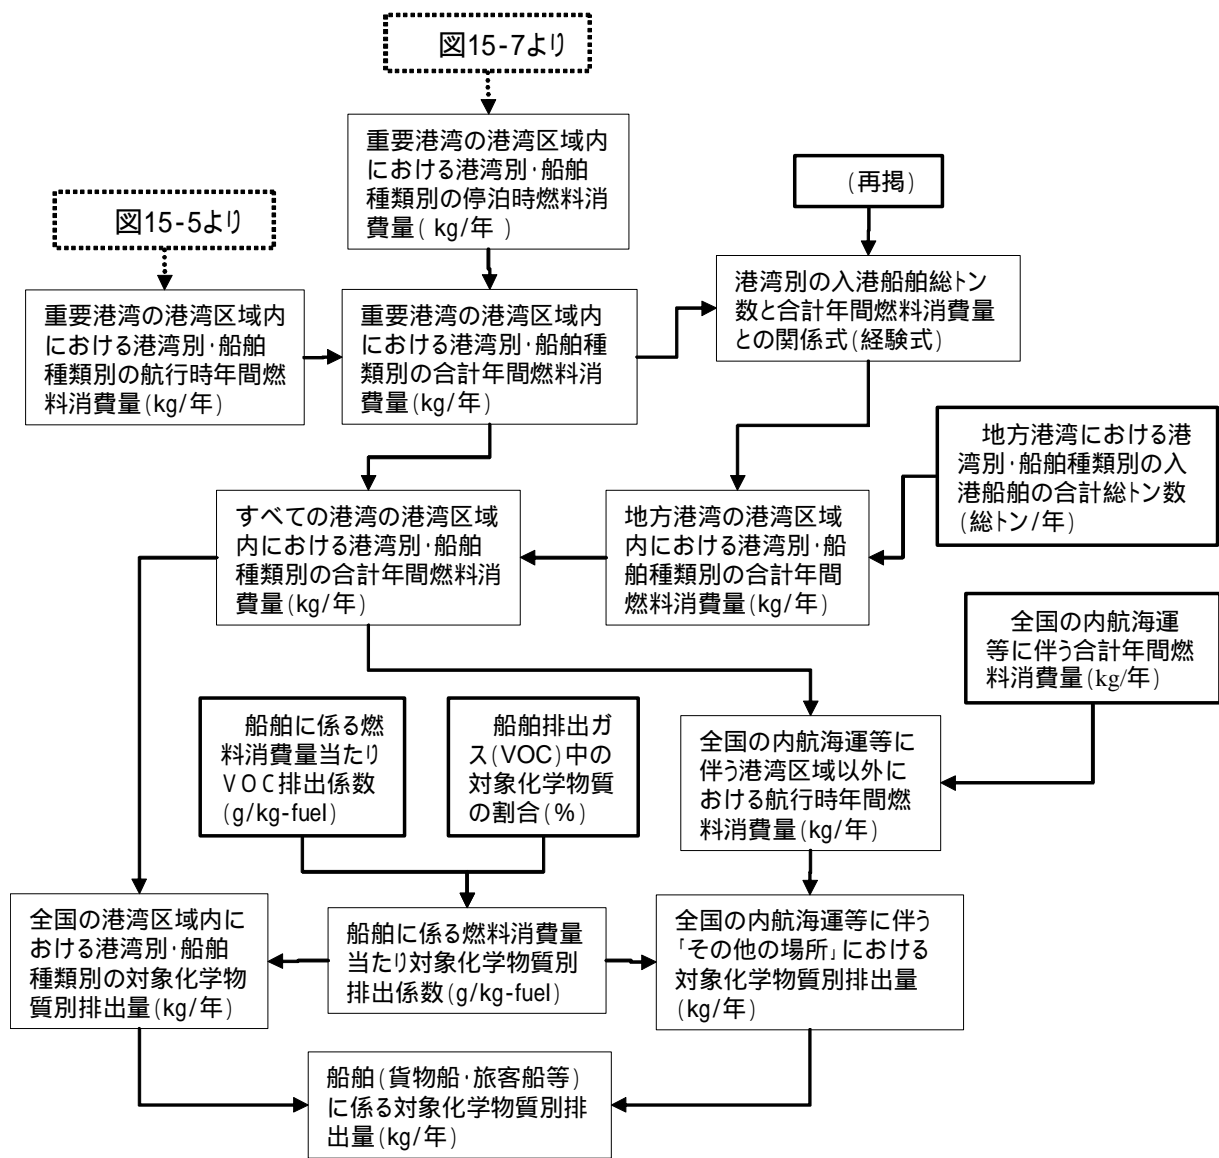 図15-7より
重要港湾の港湾区域内
における港湾別・船舶
種類別の停泊時燃料消
費量( kg/年 )
(再掲)
図15-5より
重要港湾の港湾区域内
における港湾別・船舶
種類別の航行時年間燃
料消費量(kg/年)
重要港湾の港湾区域内
における港湾別・船舶種
類別の合計年間燃料消
費量(kg/年)
港湾別の入港船舶総トン
数と合計年間燃料消費量
との関係式(経験式)
地方港湾における港
湾別・船舶種類別の入
港船舶の合計総トン数
(総トン/年)
すべての港湾の港湾区域
内における港湾別・船舶
種類別の合計年間燃料消
費量(kg/年)
地方港湾の港湾区域
内における港湾別・船
舶種類別の合計年間
燃料消費量(kg/年)
全国の内航海運
等に伴う合計年間燃
料消費量(kg/年)
船舶に係る燃
料消費量当たり
VOC排出係数
(g/kg-fuel)
船舶排出ガ
ス(VOC)中の
対象化学物質
の割合(%)
全国の内航海運等に
伴う港湾区域以外に
おける航行時年間燃
料消費量(kg/年)
全国の港湾区域内に
おける港湾別・船舶
種類別の対象化学物
質別排出量(kg/年)
船舶に係る燃料消費量
当たり対象化学物質別
排出係数(g/kg-fuel)
全国の内航海運等に伴う
「その他の場所」における
対象化学物質別排出量
(kg/年)
船舶(貨物船・旅客船等)
に係る対象化学物質別排
出量(kg/年)